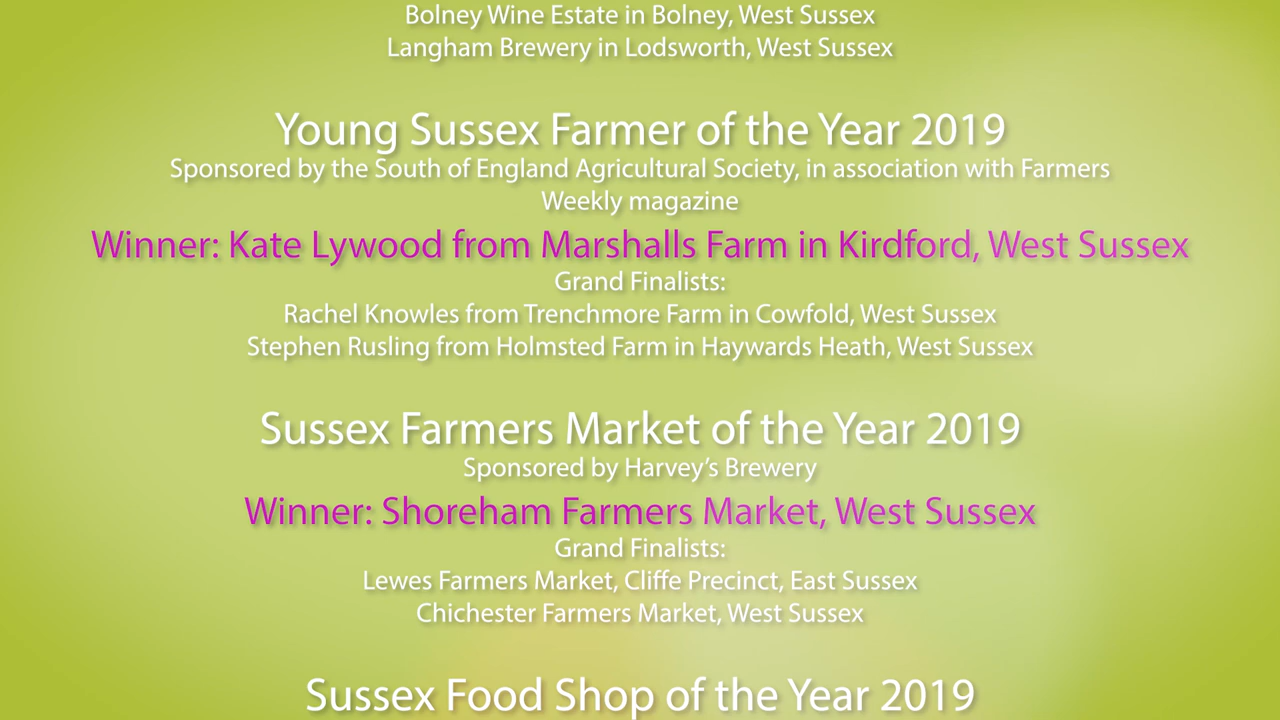 Bolney Wine Estate in Bolney, West Sussex
Langham Brewery in Lodsworth, West Sussex
Young Sussex Farmer of the Year 2019
Sponsored by the South of England Agricultural Society, in association with Farmers
Weekly magazine
Winner: Kate Lywood from Marshalls Farm in Kirdford, West Sussex
Grand Finalists:
Rachel Knowles from Trenchmore Farm in Cowfold, West Sussex
Stephen Rusling from Holmsted Farm in Haywards Heath, West Sussex
Sussex Farmers Market of the Year 2019
Sponsored by Harvey’s Brewery
Winner: Shoreham Farmers Market, West Sussex
Grand Finalists:
Lewes Farmers Market, Cliffe Precinct, East Sussex
Chichester Farmers Market, West Sussex
Sussex Food Shop of the Year 2019